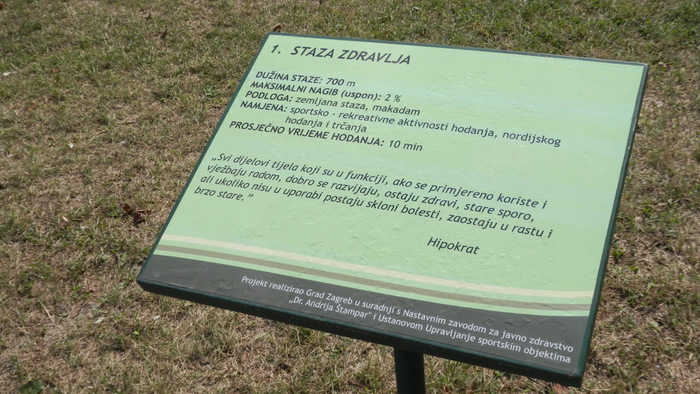 1. STAZA ZDRAVLJA
DUŽINA STAZE: 700 m
MAKSIMALNI NAGIB (uspon): 2 %
PODLOGA: zemljana staza, makadam
NAMJENA: sportsko - rekreativne aktivnosti hodanja, nordijskog
hodanja i trčanja
PROSJEČNO VRIJEME HODANJA: 10 min
„Svi dijelovi tijela koji su u funkciji, ako se primjereno koriste i
vježbaju radom, dobro se razvijaju, ostaju zdravi, stare sporo,
ali ukoliko nisu u uporabi postaju skloni bolesti, zaostaju u rastu i
brzo stare.“
Hipokrat
Projekt realizirao Grad Zagreb u suradnji s Nastavnim zavodom za javno zdravstvo
„Dr. Andrija Štampar“ i Ustanovom Upravljanje sportskim objektima